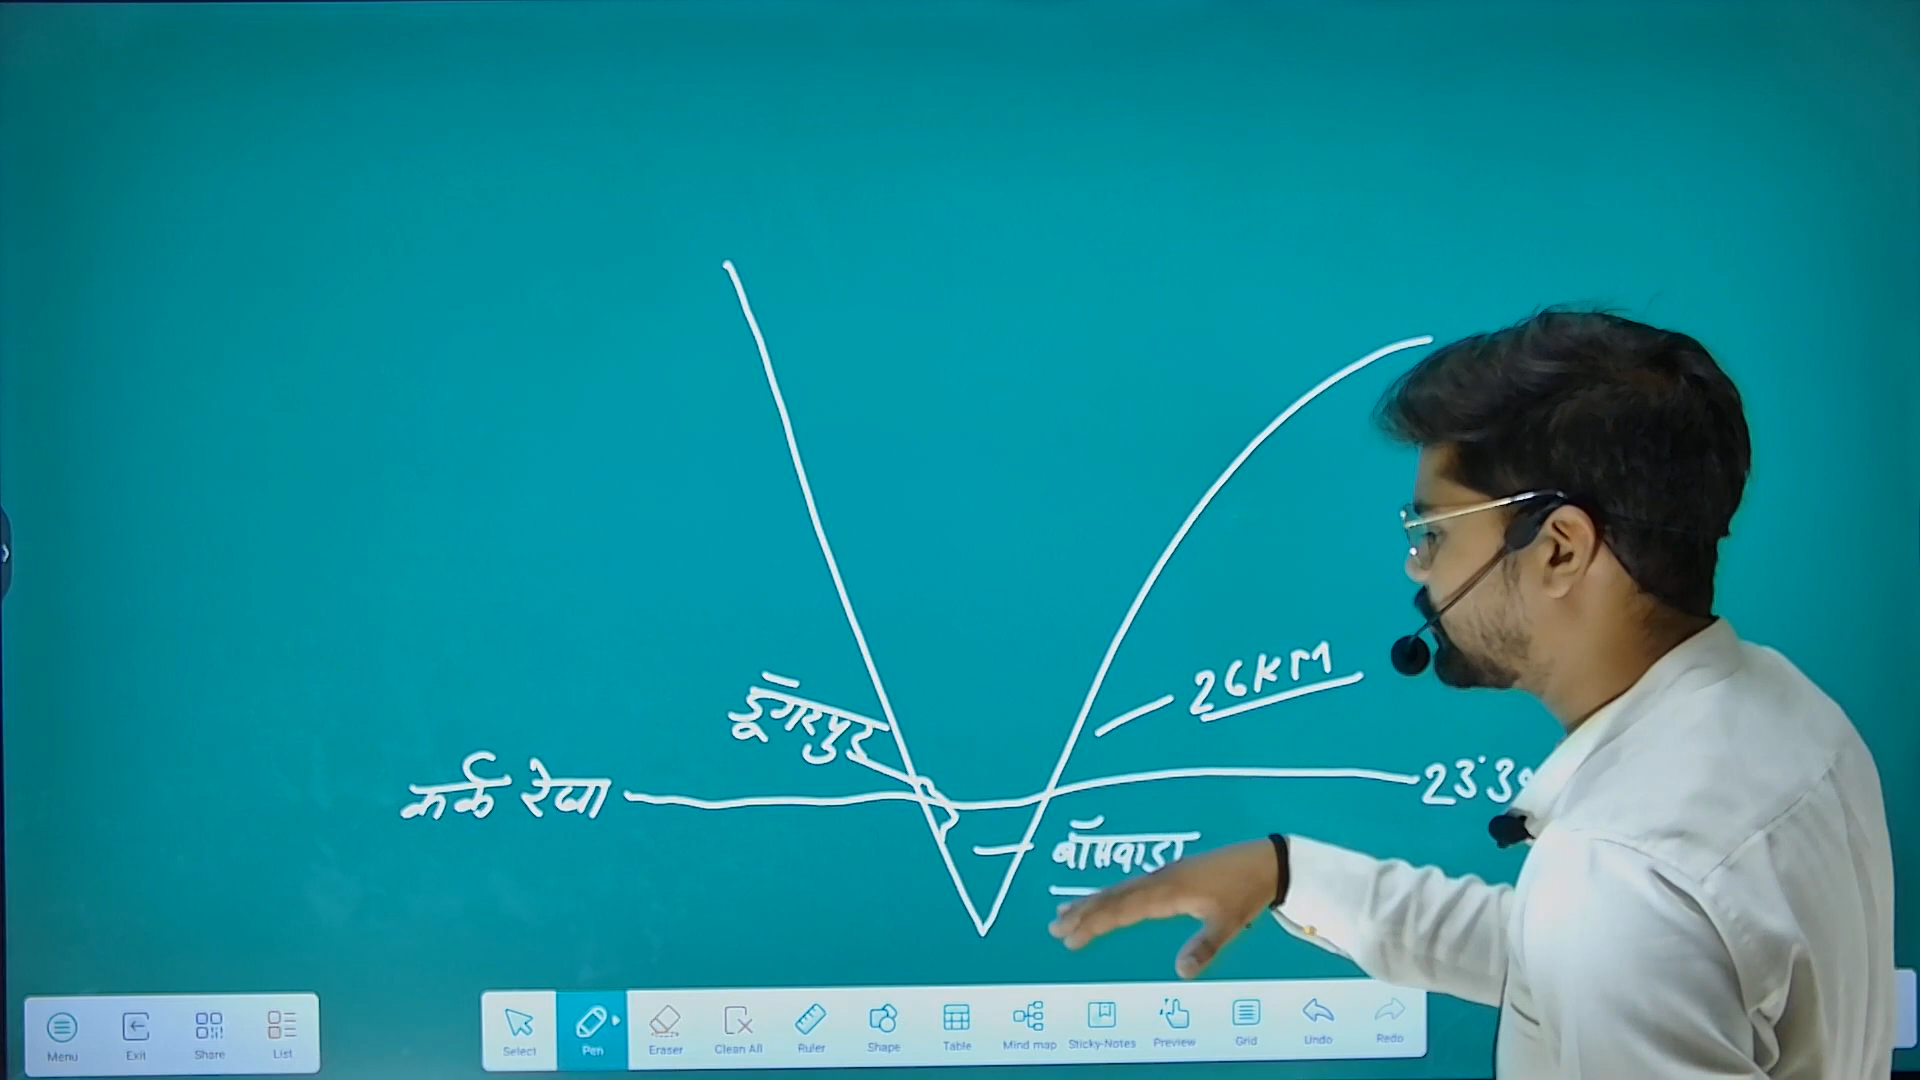 डूंगरपुर
26KM
कर्क रेखा
बाँसवाड़ा
Menu
Exit
Share
List
Select
Pen
Eraser
Clean All
Ruler
Shape
Table
Mind map
Sticky-Notes
Preview
Grid
Undo
Redo